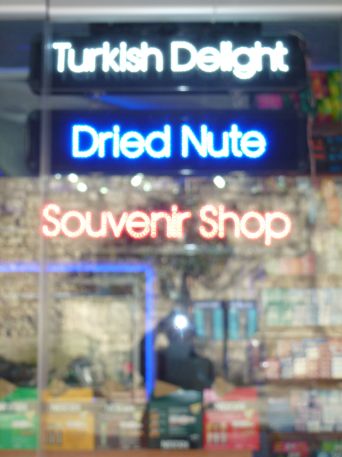 Turkish Delight
Dried Nute
Souvenir Shop